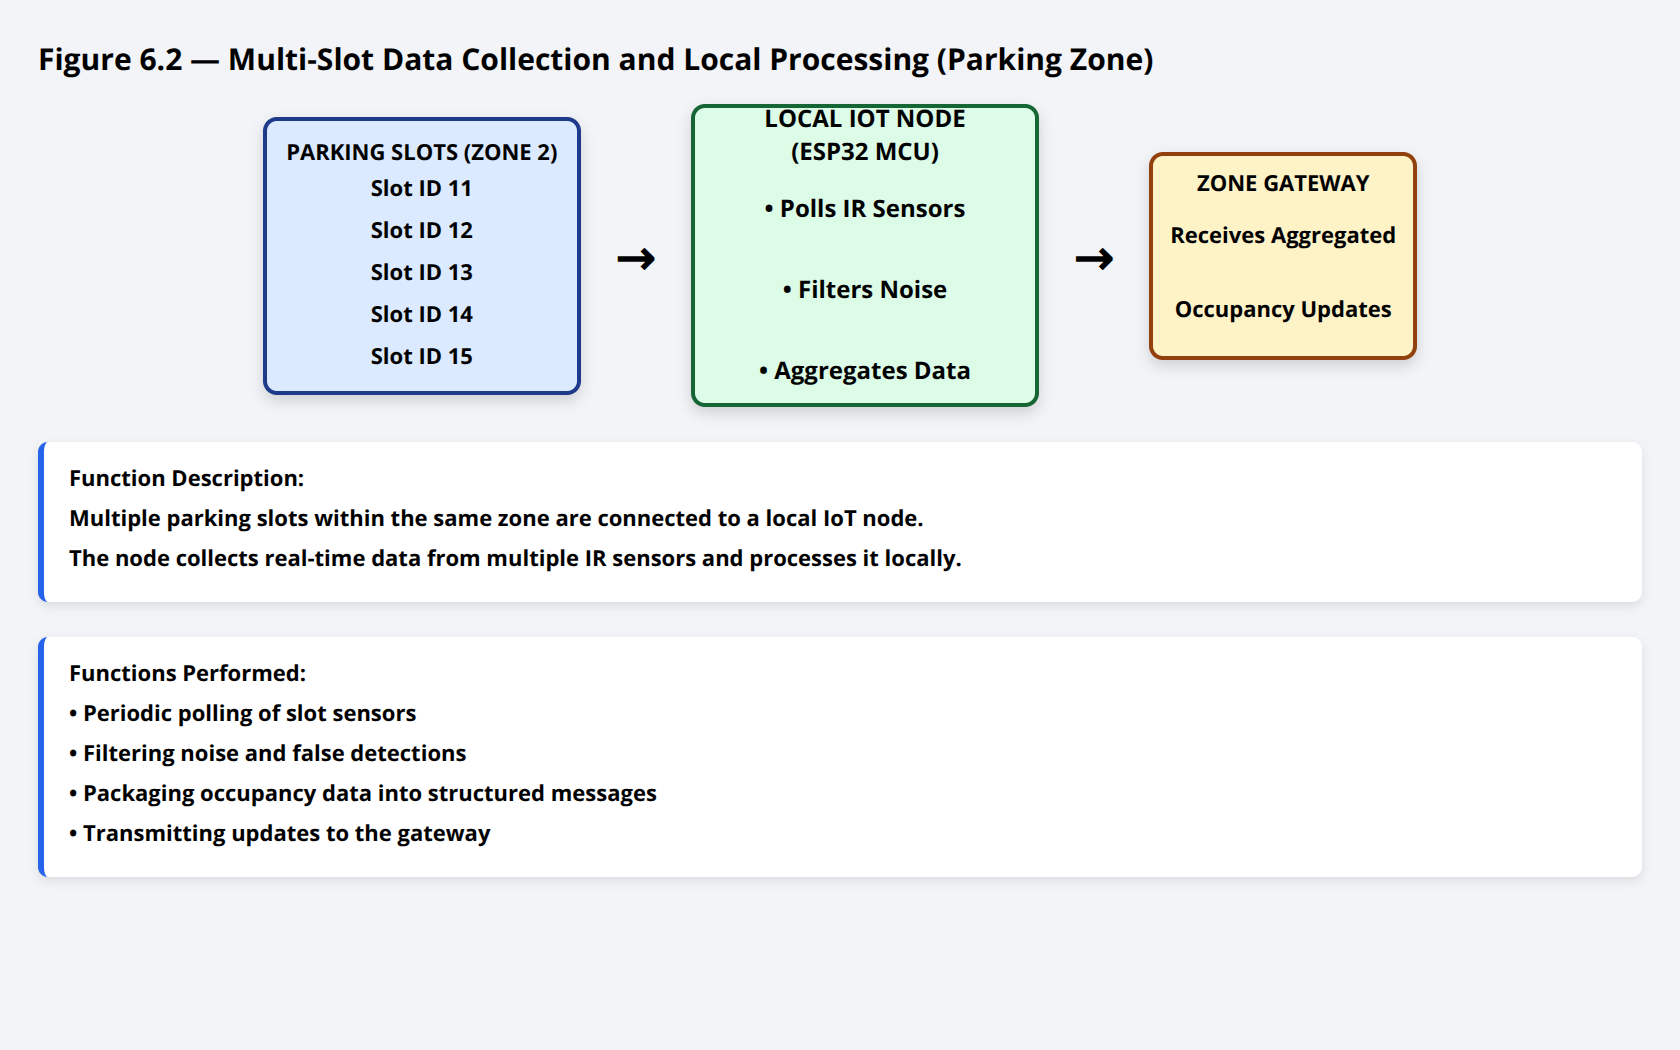 Figure 6.2 — Multi-Slot Data Collection and Local Processing (Parking Zone)
PARKING SLOTS (ZONE 2)
Slot ID 11
Slot ID 12
Slot ID 13
Slot ID 14
Slot ID 15
→
LOCAL IOT NODE
(ESP32 MCU)
• Polls IR Sensors
• Filters Noise
• Aggregates Data
→
ZONE GATEWAY
Receives Aggregated
Occupancy Updates
Function Description:
Multiple parking slots within the same zone are connected to a local IoT node.
The node collects real-time data from multiple IR sensors and processes it locally.
Functions Performed:
• Periodic polling of slot sensors
• Filtering noise and false detections
• Packaging occupancy data into structured messages
• Transmitting updates to the gateway